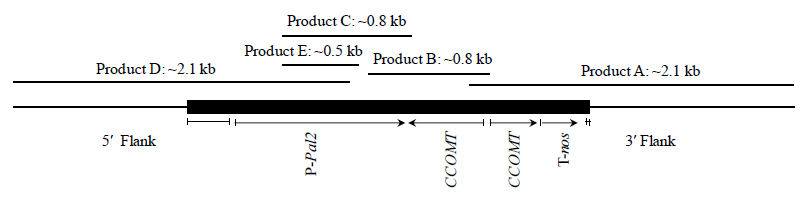 Product C: ~0.8 kb
Product E: ~0.5 kb
Product B: ~0.8 kb
Product D: ~2.1 kb
Product A: ~2.1 kb
5′ Flank
P-Pal2
CCOMT
CCOMT
T-nos
3′ Flank